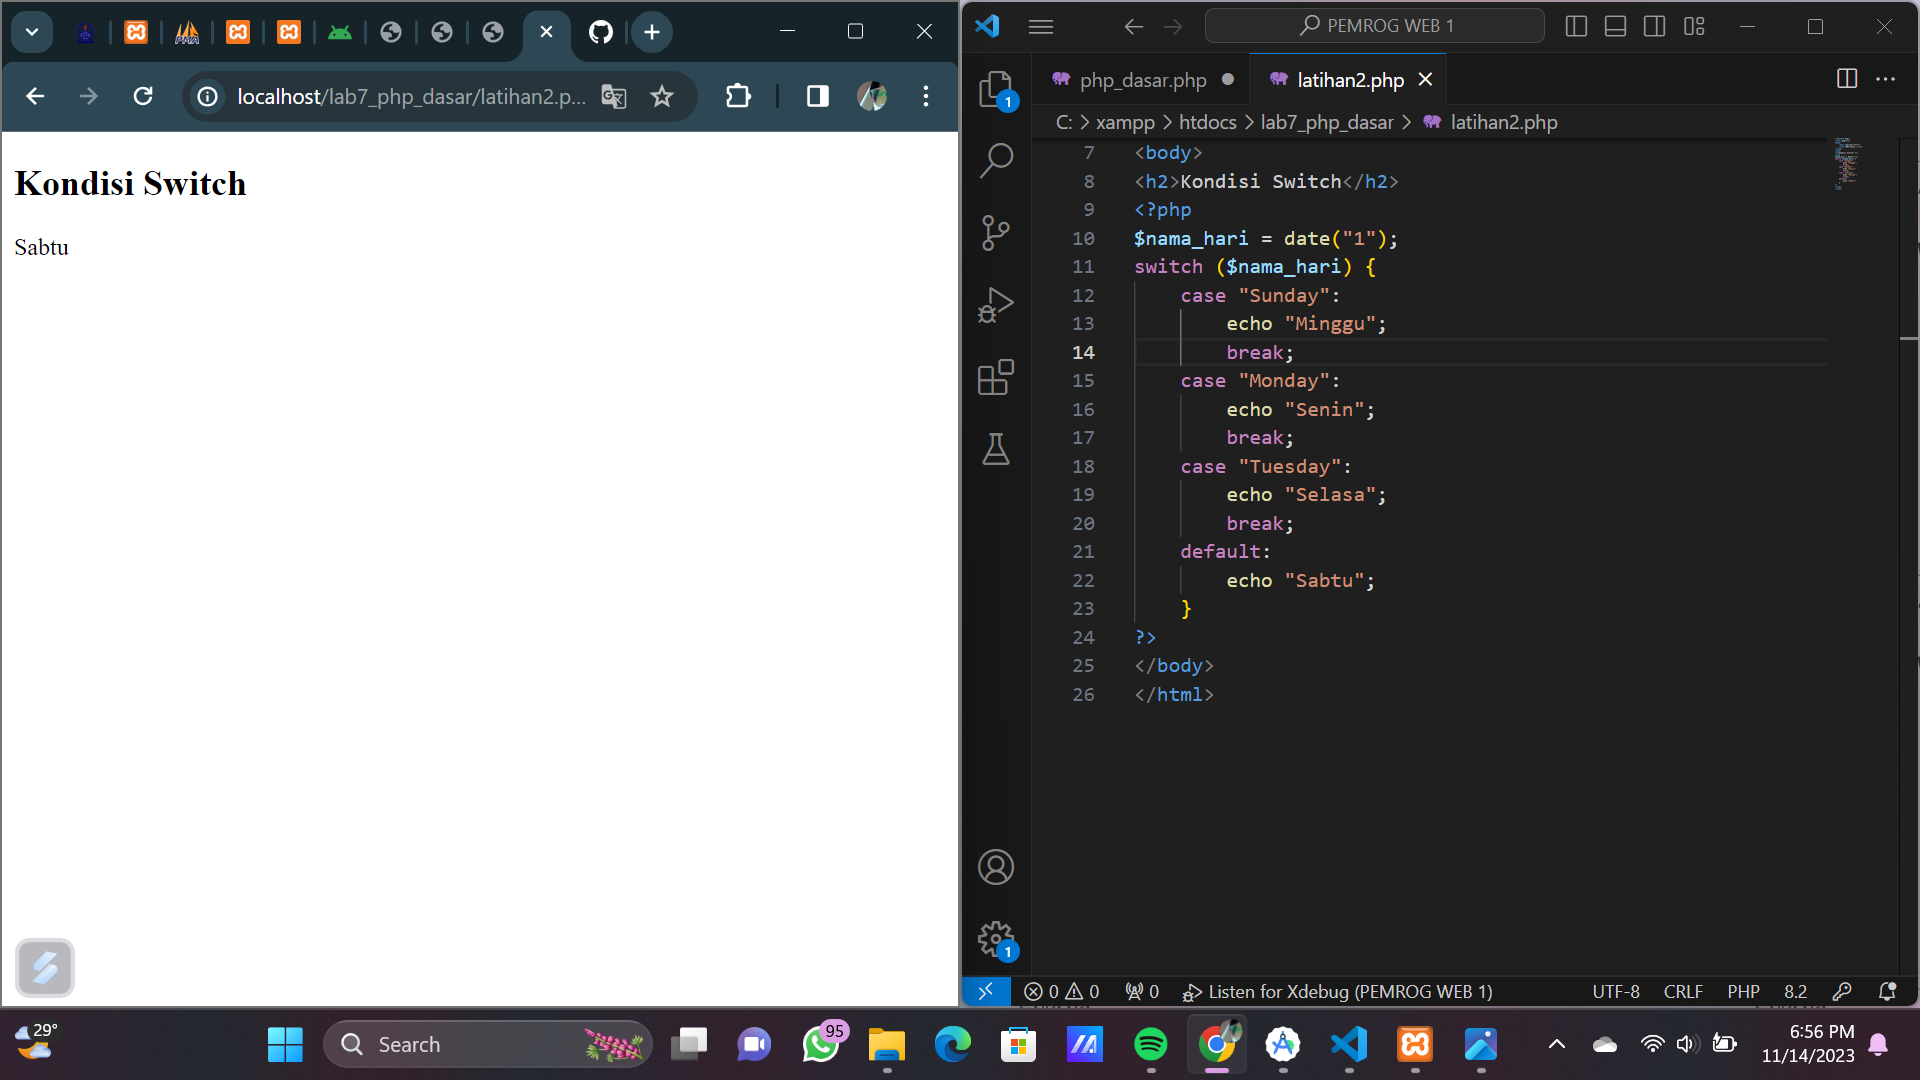 localhost/lab7_php_dasar/latihan2.p...
Kondisi Switch
Sabtu
PEMROG WEB 1
php_dasar.php
latihan2.php
C: > xampp > htdocs > lab7_php_dasar > latihan2.php
7 <body>
8 <h2>Kondisi Switch</h2>
9 <?php
10 $nama_hari = date("1");
11 switch ($nama_hari) {
12 case "Sunday":
13 echo "Minggu";
14 break;
15 case "Monday":
16 echo "Senin";
17 break;
18 case "Tuesday":
19 echo "Selasa";
20 break;
21 default:
22 echo "Sabtu";
23 }
24 ?>
25 </body>
26 </html>
1
1
0 0 0 Listen for Xdebug (PEMROG WEB 1) UTF-8 CRLF PHP 8.2
29°
Search
95
6:56 PM
11/14/2023